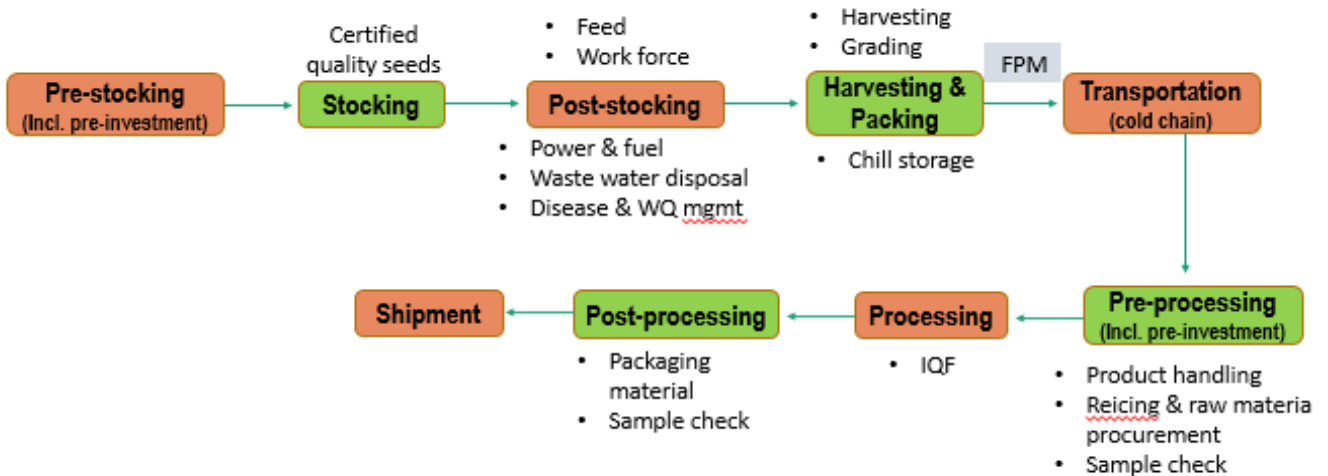 Pre-stocking
(Incl. pre-investment)
Certified
quality seeds
Stocking
• Feed
• Work force
Post-stocking
• Power & fuel
• Waste water disposal
• Disease & WQ mgmt
• Harvesting
• Grading
Harvesting &
Packing
• Chill storage
FPM
Transportation
(cold chain)
Pre-processing
(Incl. pre-investment)
• Product handling
• Reicing & raw materia
procurement
• Sample check
Processing
• IQF
Post-processing
• Packaging
material
• Sample check
Shipment